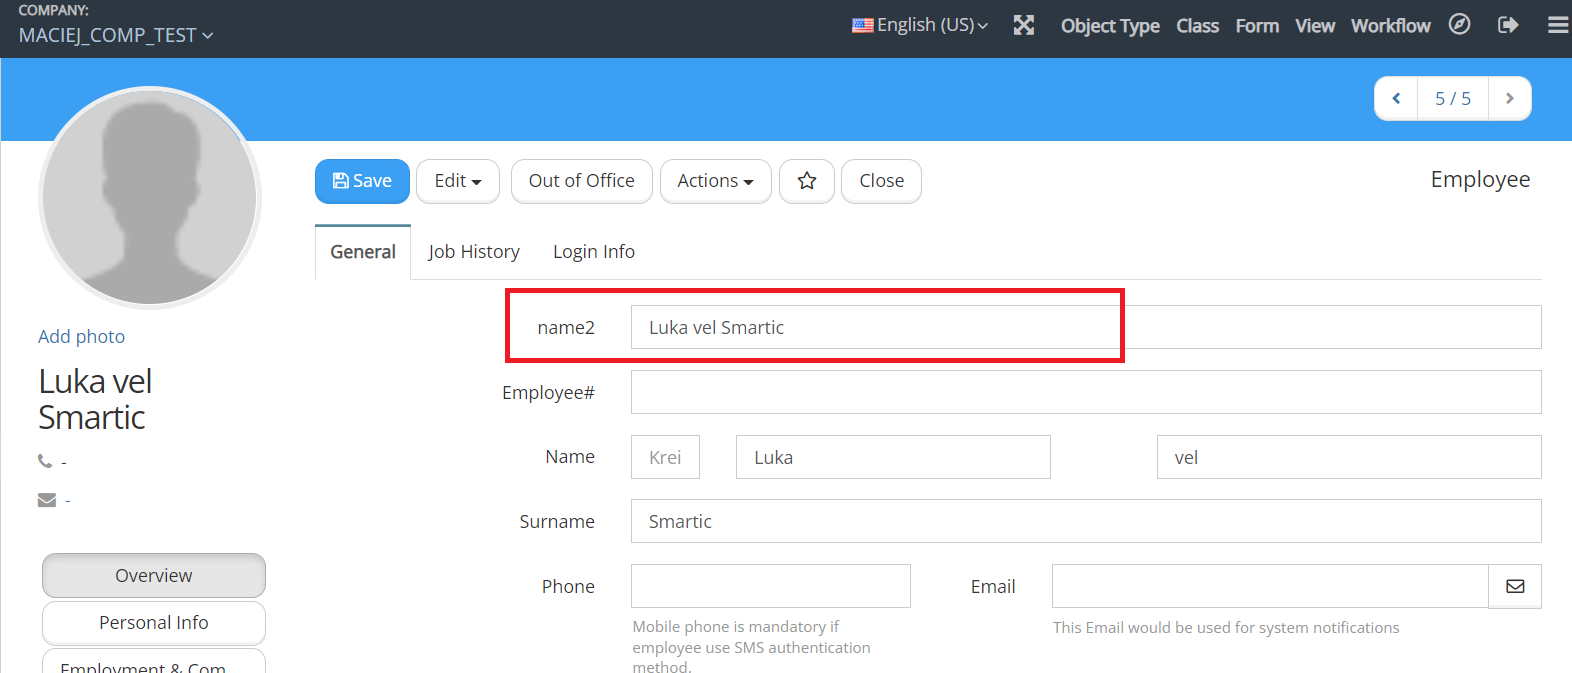 COMPANY:
MACIEJ_COMP_TEST
English (US)
Object Type Class Form View Workflow
5 / 5
Save Edit Out of Office Actions Close
Employee
General Job History Login Info
name2 Luka vel Smartic
Employee#
Name Krei Luka vel
Surname Smartic
Phone Email
Mobile phone is mandatory if
employee use SMS authentication
method.
This Email would be used for system notifications
Add photo
Luka vel
Smartic
-
-
Overview
Personal Info
Employment & Com